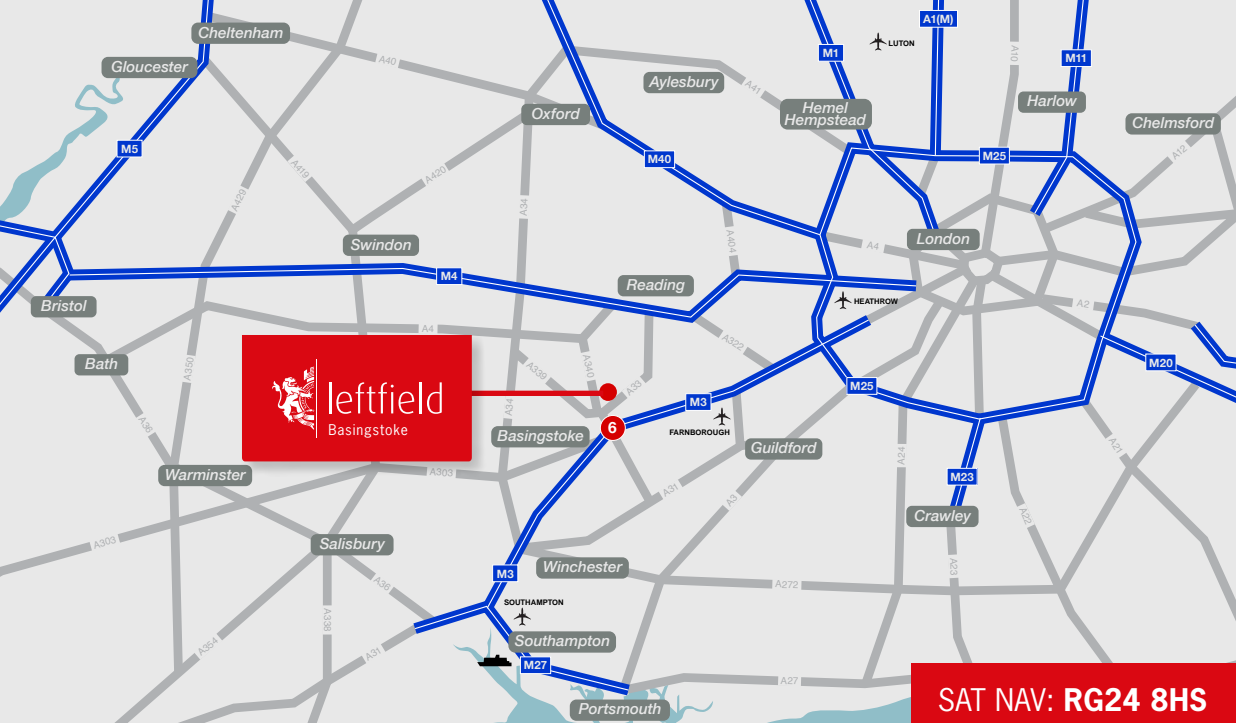 A1(M)
Cheltenham
M1
LUTON
A10
Gloucester
A40
M11
Aylesbury
A41
Harlow
Hemel
Hempstead
Oxford
Chelmsford
M5
M40
M25
A12
A419
A420
A429
A34
A404
A4
London
Swindon
M4
Reading
HEATHROW
Bristol
A2
A4
A322
Bath
A350
A339
A340
M20
leftfield
Basingstoke
A33
M25
A34
M3
A36
6
FARNBOROUGH
Basingstoke
Guildford
A21
A24
Warminster
A303
M23
A31
A3
Crawley
A22
A303
Salisbury
Winchester
A23
M3
A36
A272
SOUTHAMPTON
A338
Southampton
A354
A31
M27
A27
SAT NAV: RG24 8HS
Portsmouth